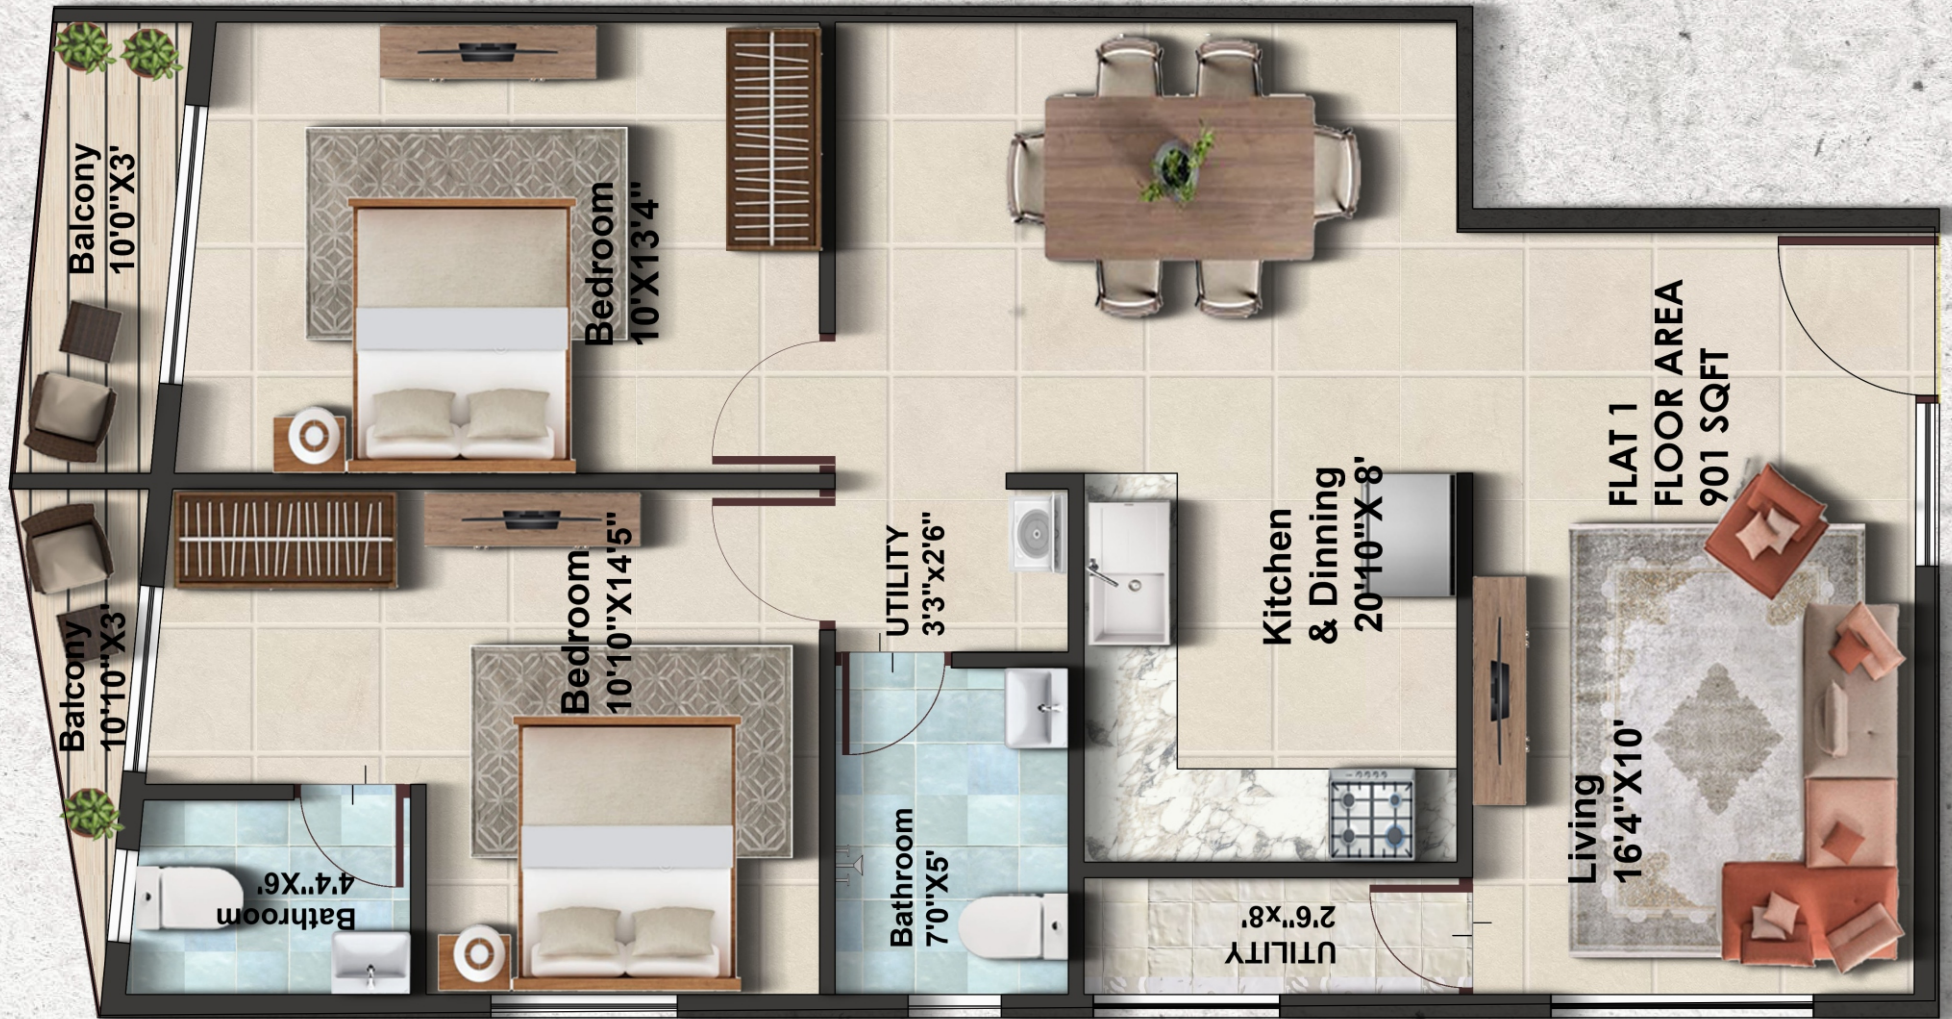 Balcony
10'0"X3'
Bedroom
10'X13'4"
Balcony
10'10"X3'
Bedroom
10'10"X14'5"
UTILITY
3'3"x2'6"
Kitchen
& Dinning
20'10"X 8'
FLAT 1
FLOOR AREA
901 SQFT
Living
16'4"X10'
Bathroom
4'4"X6'
Bathroom
7'0"X5'
UTILITY
2'6"x8'